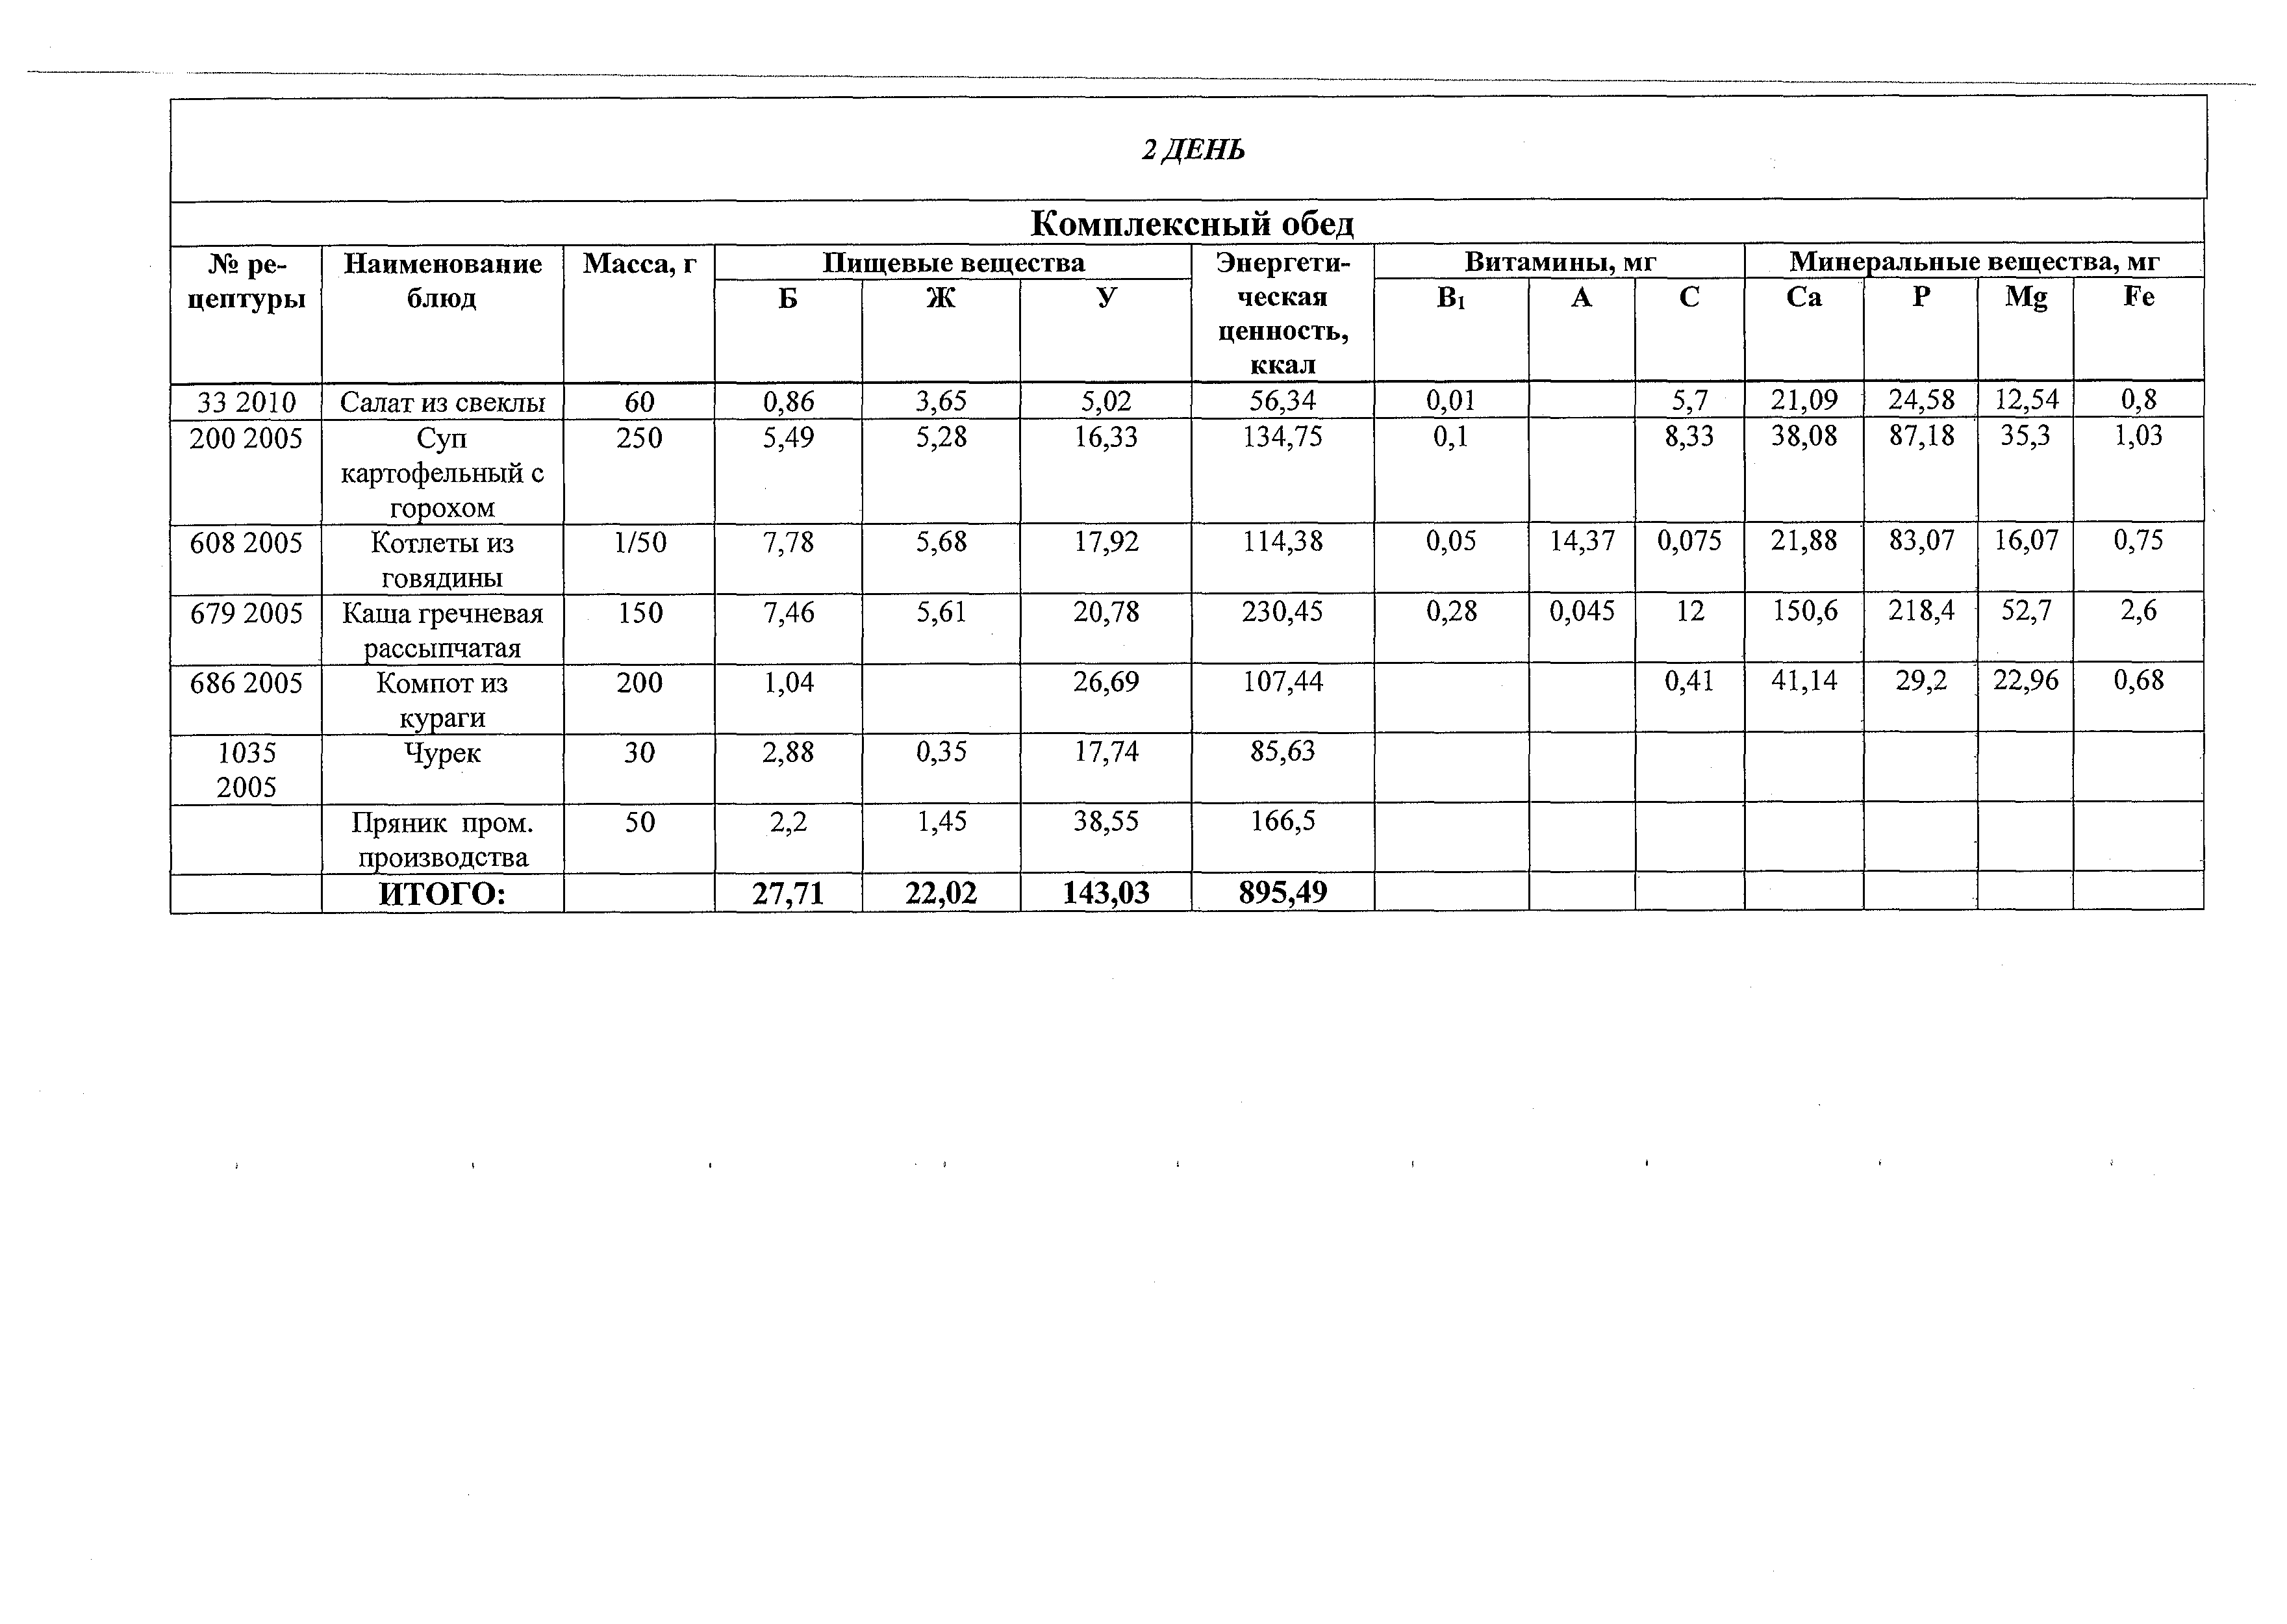 2 ДЕНЬ
Комплексный обед
№ ре-
цептуры
Наименование
блюд
Масса, г
Пищевые вещества
Б Ж У
Энергети-
ческая
ценность,
ккал
Витамины, мг
В1 А С
Минеральные вещества, мг
Ca P Mg Fe
33 2010 Салат из свеклы 60 0,86 3,65 5,02 56,34 0,01 5,7 21,09 24,58 12,54 0,8
200 2005 Суп 250 5,49 5,28 16,33 134,75 0,1 8,33 38,08 87,18 35,3 1,03
картофельный с
горохом
608 2005 Котлеты из 1/50 7,78 5,68 17,92 114,38 0,05 14,37 0,075 21,88 83,07 16,07 0,75
говядины
679 2005 Каша гречневая 150 7,46 5,61 20,78 230,45 0,28 0,045 12 150,6 218,4 52,7 2,6
рассыпчатая
686 2005 Компот из 200 1,04 26,69 107,44 0,41 41,14 29,2 22,96 0,68
кураги
1035 Чурек 30 2,88 0,35 17,74 85,63
2005
Пряник пром. 50 2,2 1,45 38,55 166,5
производства
ИТОГО: 27,71 22,02 143,03 895,49